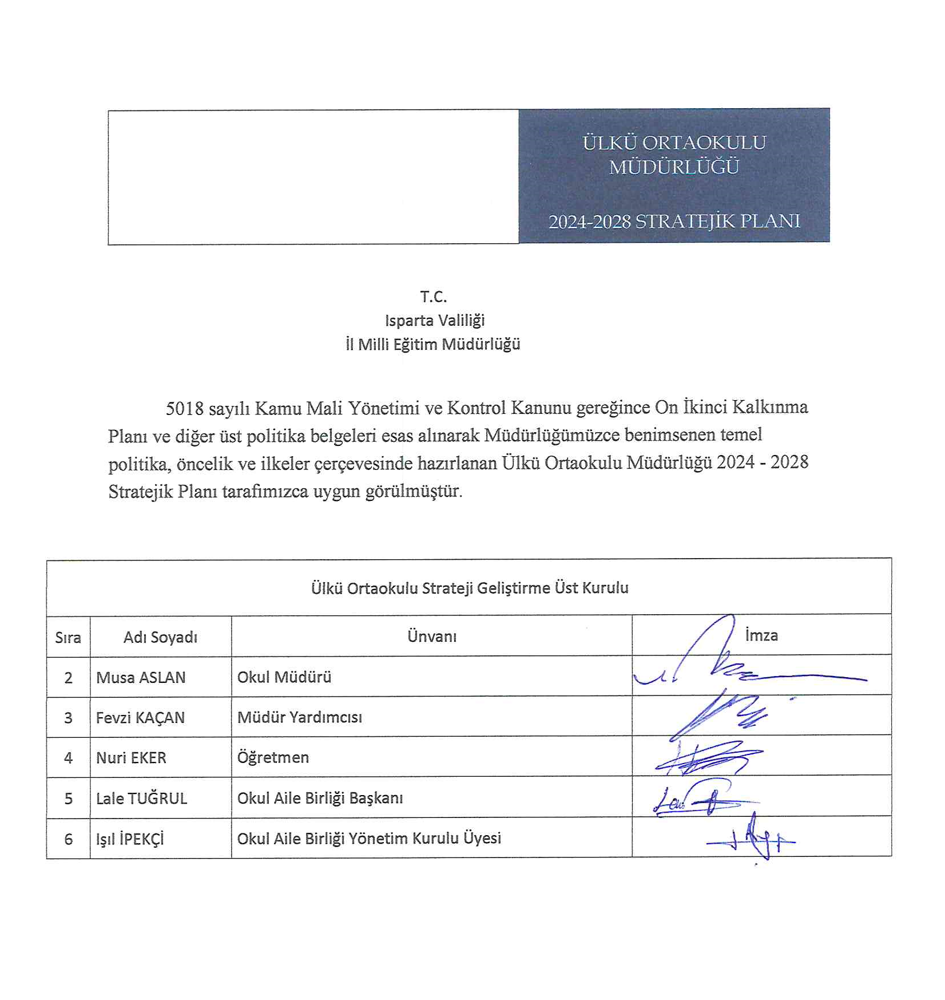 ÜLKÜ ORTAOKULU
MÜDÜRLÜĞÜ
2024-2028 STRATEJİK PLANI
T.C.
Isparta Valiliği
İl Milli Eğitim Müdürlüğü
5018 sayılı Kamu Mali Yönetimi ve Kontrol Kanunu gereğince On İkinci Kalkınma
Planı ve diğer üst politika belgeleri esas alınarak Müdürlüğümüzce benimsenen temel
politika, öncelik ve ilkeler çerçevesinde hazırlanan Ülkü Ortaokulu Müdürlüğü 2024 - 2028
Stratejik Planı tarafımızca uygun görülmüştür.
Ülkü Ortaokulu Strateji Geliştirme Üst Kurulu
Sıra Adı Soyadı Ünvanı İmza
2 Musa ASLAN Okul Müdürü
3 Fevzi KAÇAN Müdür Yardımcısı
4 Nuri EKER Öğretmen
5 Lale TUĞRUL Okul Aile Birliği Başkanı
6 Işıl İPEKÇİ Okul Aile Birliği Yönetim Kurulu Üyesi